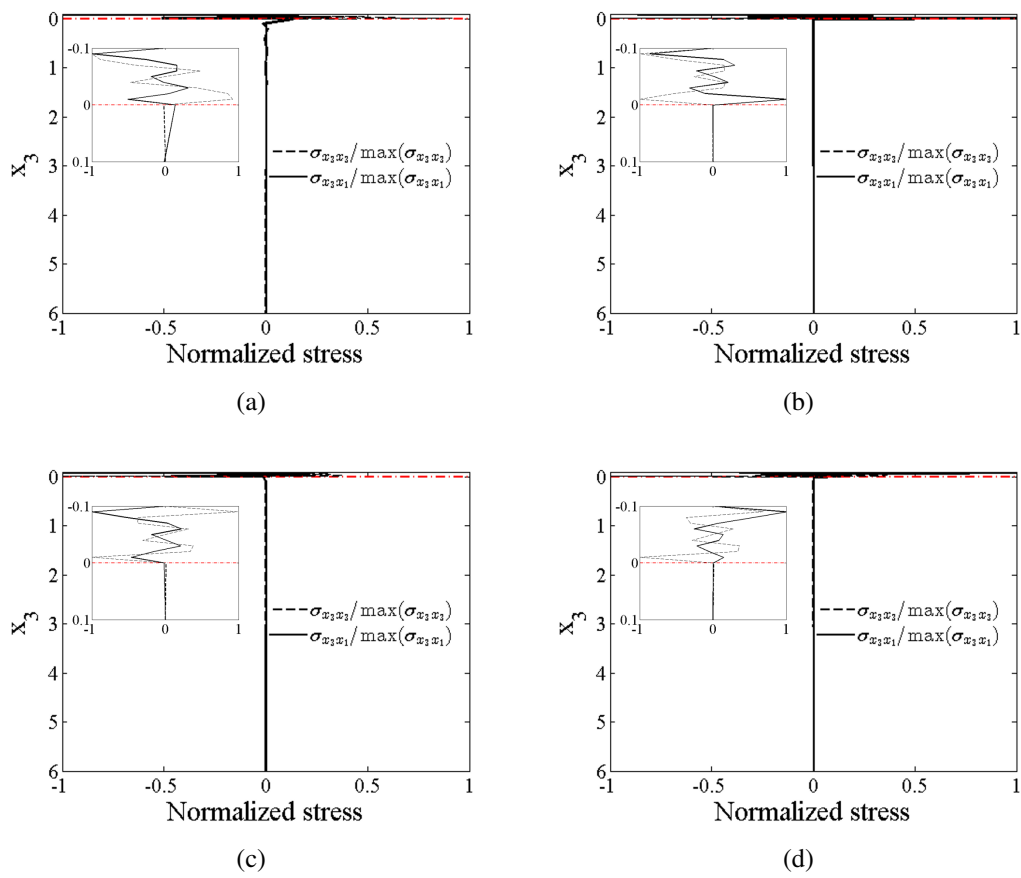 0 1 2 3 4 5 6
x3
-1 -0.5 0 0.5 1
Normalized stress
-0.1 0 0.1
-1 0 1
σx3x3/max(σx3x3)
σx3x1/max(σx3x1)
(a)
0 1 2 3 4 5 6
x3
-1 -0.5 0 0.5 1
Normalized stress
-0.1 0 0.1
-1 0 1
σx3x3/max(σx3x3)
σx3x1/max(σx3x1)
(b)
0 1 2 3 4 5 6
x3
-1 -0.5 0 0.5 1
Normalized stress
-0.1 0 0.1
-1 0 1
σx3x3/max(σx3x3)
σx3x1/max(σx3x1)
(c)
0 1 2 3 4 5 6
x3
-1 -0.5 0 0.5 1
Normalized stress
-0.1 0 0.1
-1 0 1
σx3x3/max(σx3x3)
σx3x1/max(σx3x1)
(d)